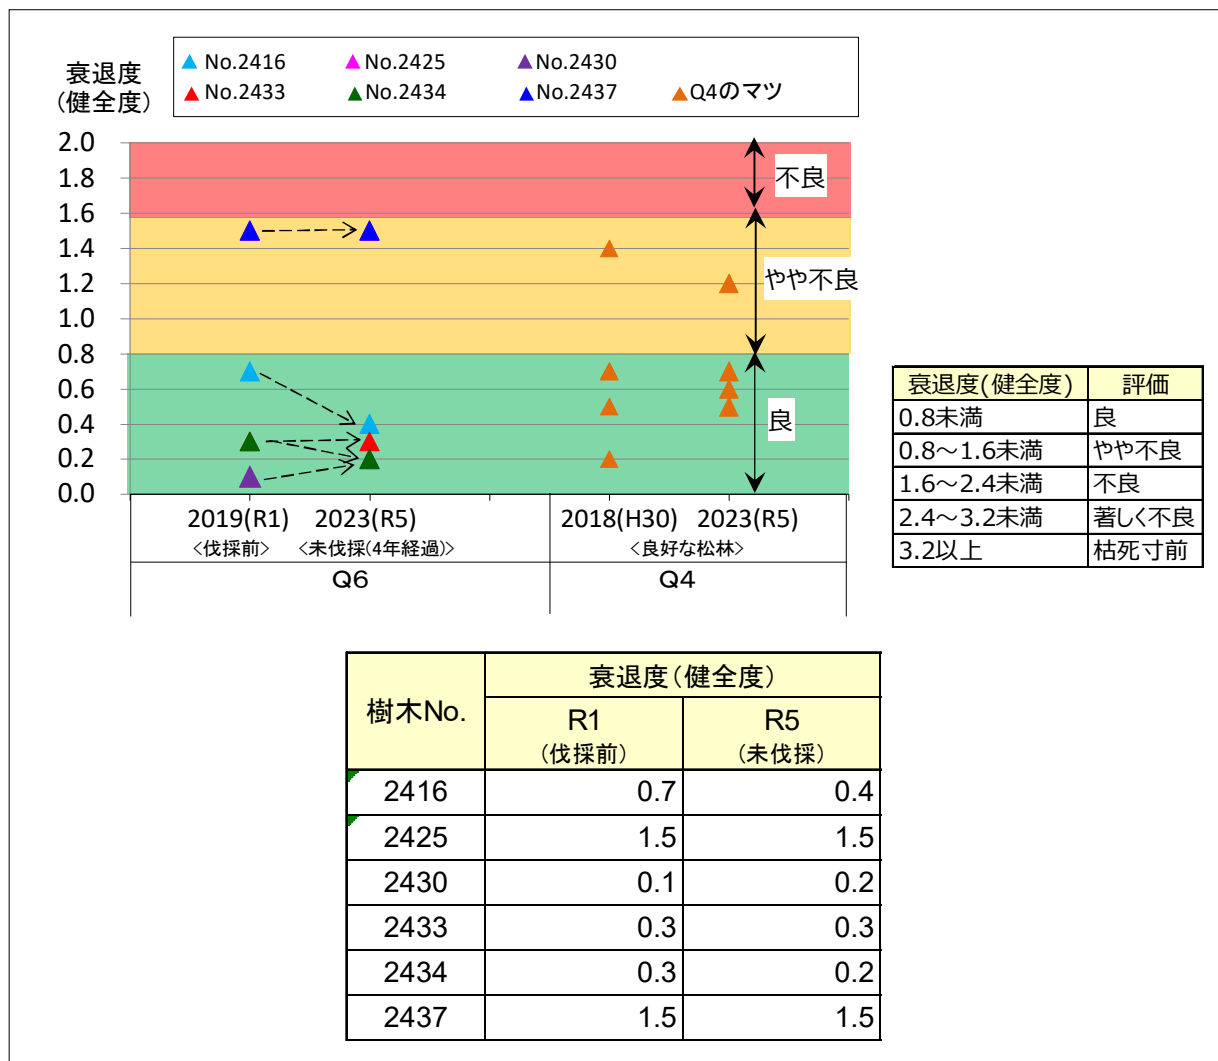 衰退度
(健全度)
No.2416 No.2425 No.2430
No.2433 No.2434 No.2437 Q4のマツ
2.0
1.8
1.6
1.4
1.2
1.0
0.8
0.6
0.4
0.2
0.0
不良
やや不良
良
2019(R1) 2023(R5) 2018(H30) 2023(R5)
<伐採前> <未伐採(4年経過)> <良好な松林>
Q6 Q4
衰退度(健全度) 評価
0.8未満 良
0.8～1.6未満 やや不良
1.6～2.4未満 不良
2.4～3.2未満 著しく不良
3.2以上 枯死寸前
樹木No. 衰退度(健全度)
R1 R5
(伐採前) (未伐採)
2416 0.7 0.4
2425 1.5 1.5
2430 0.1 0.2
2433 0.3 0.3
2434 0.3 0.2
2437 1.5 1.5